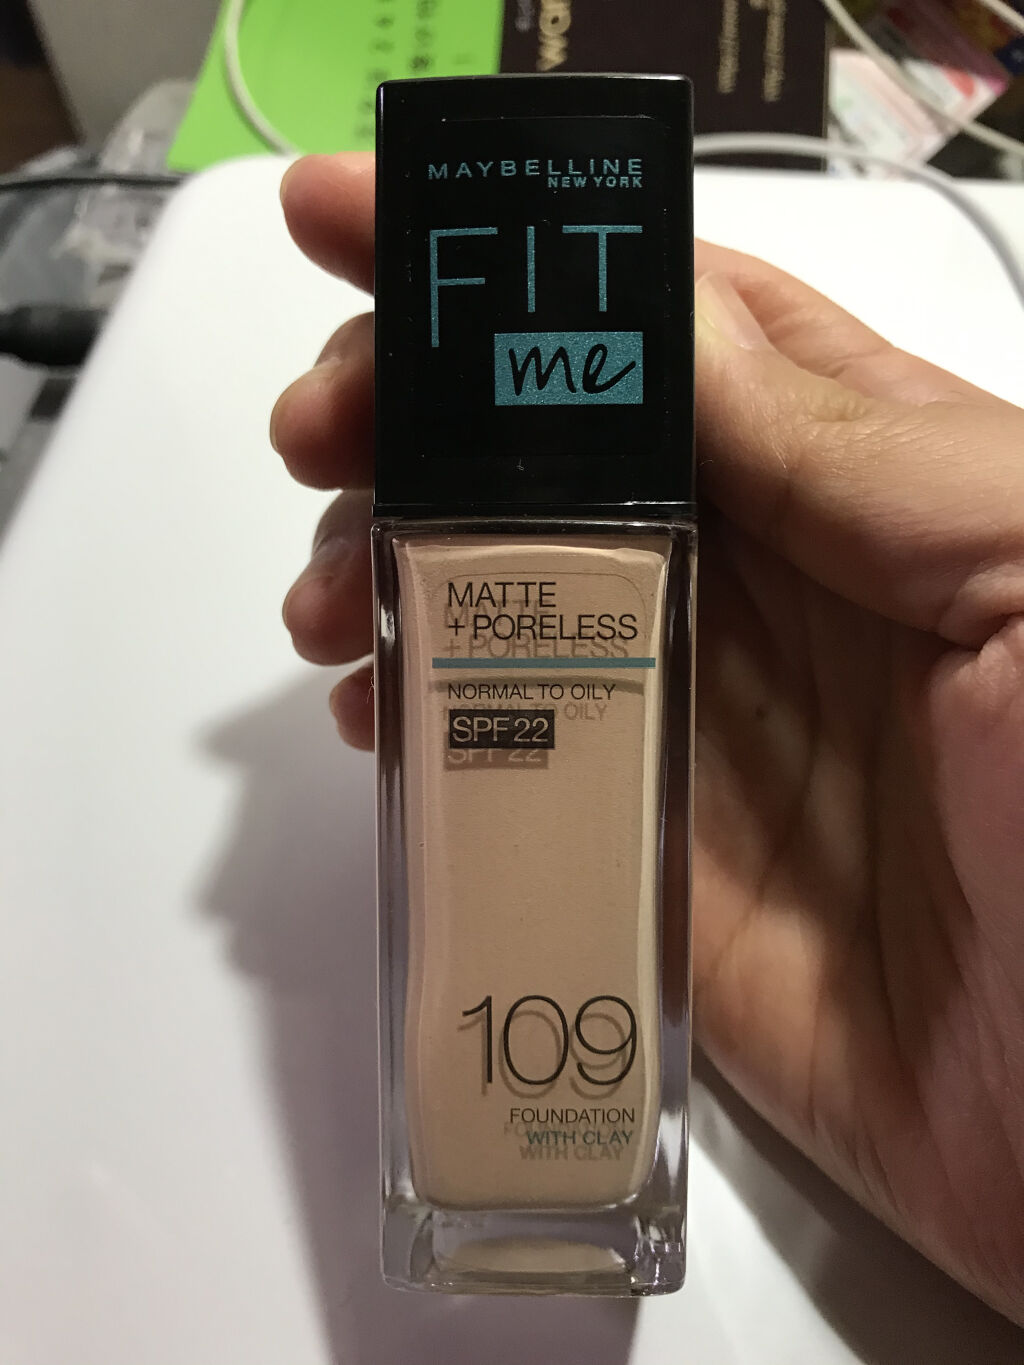 MAYBELLINE
NEW YORK
FIT
me
MATTE
+ PORELESS
NORMAL TO OILY
SPF 22
109
FOUNDATION
WITH CLAY